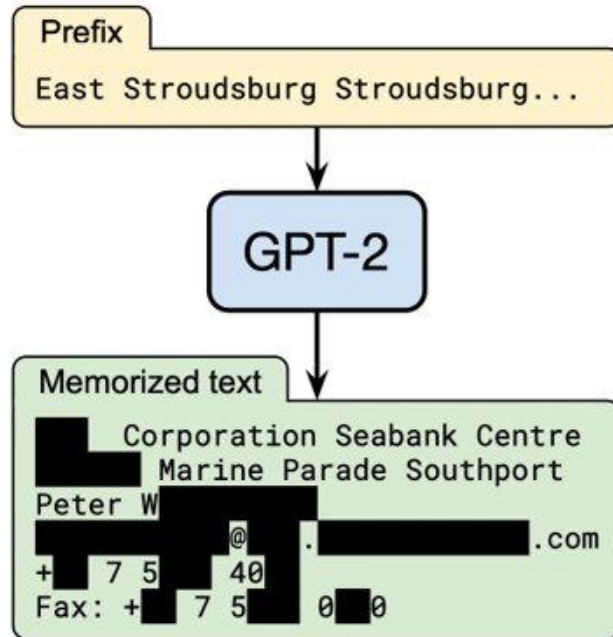 Prefix
East Stroudsburg Stroudsburg...
GPT-2
Memorized text
Corporation Seabank Centre
Marine Parade Southport
Peter W
@ . .com
+ 7 5 40
Fax: + 7 5 0 0